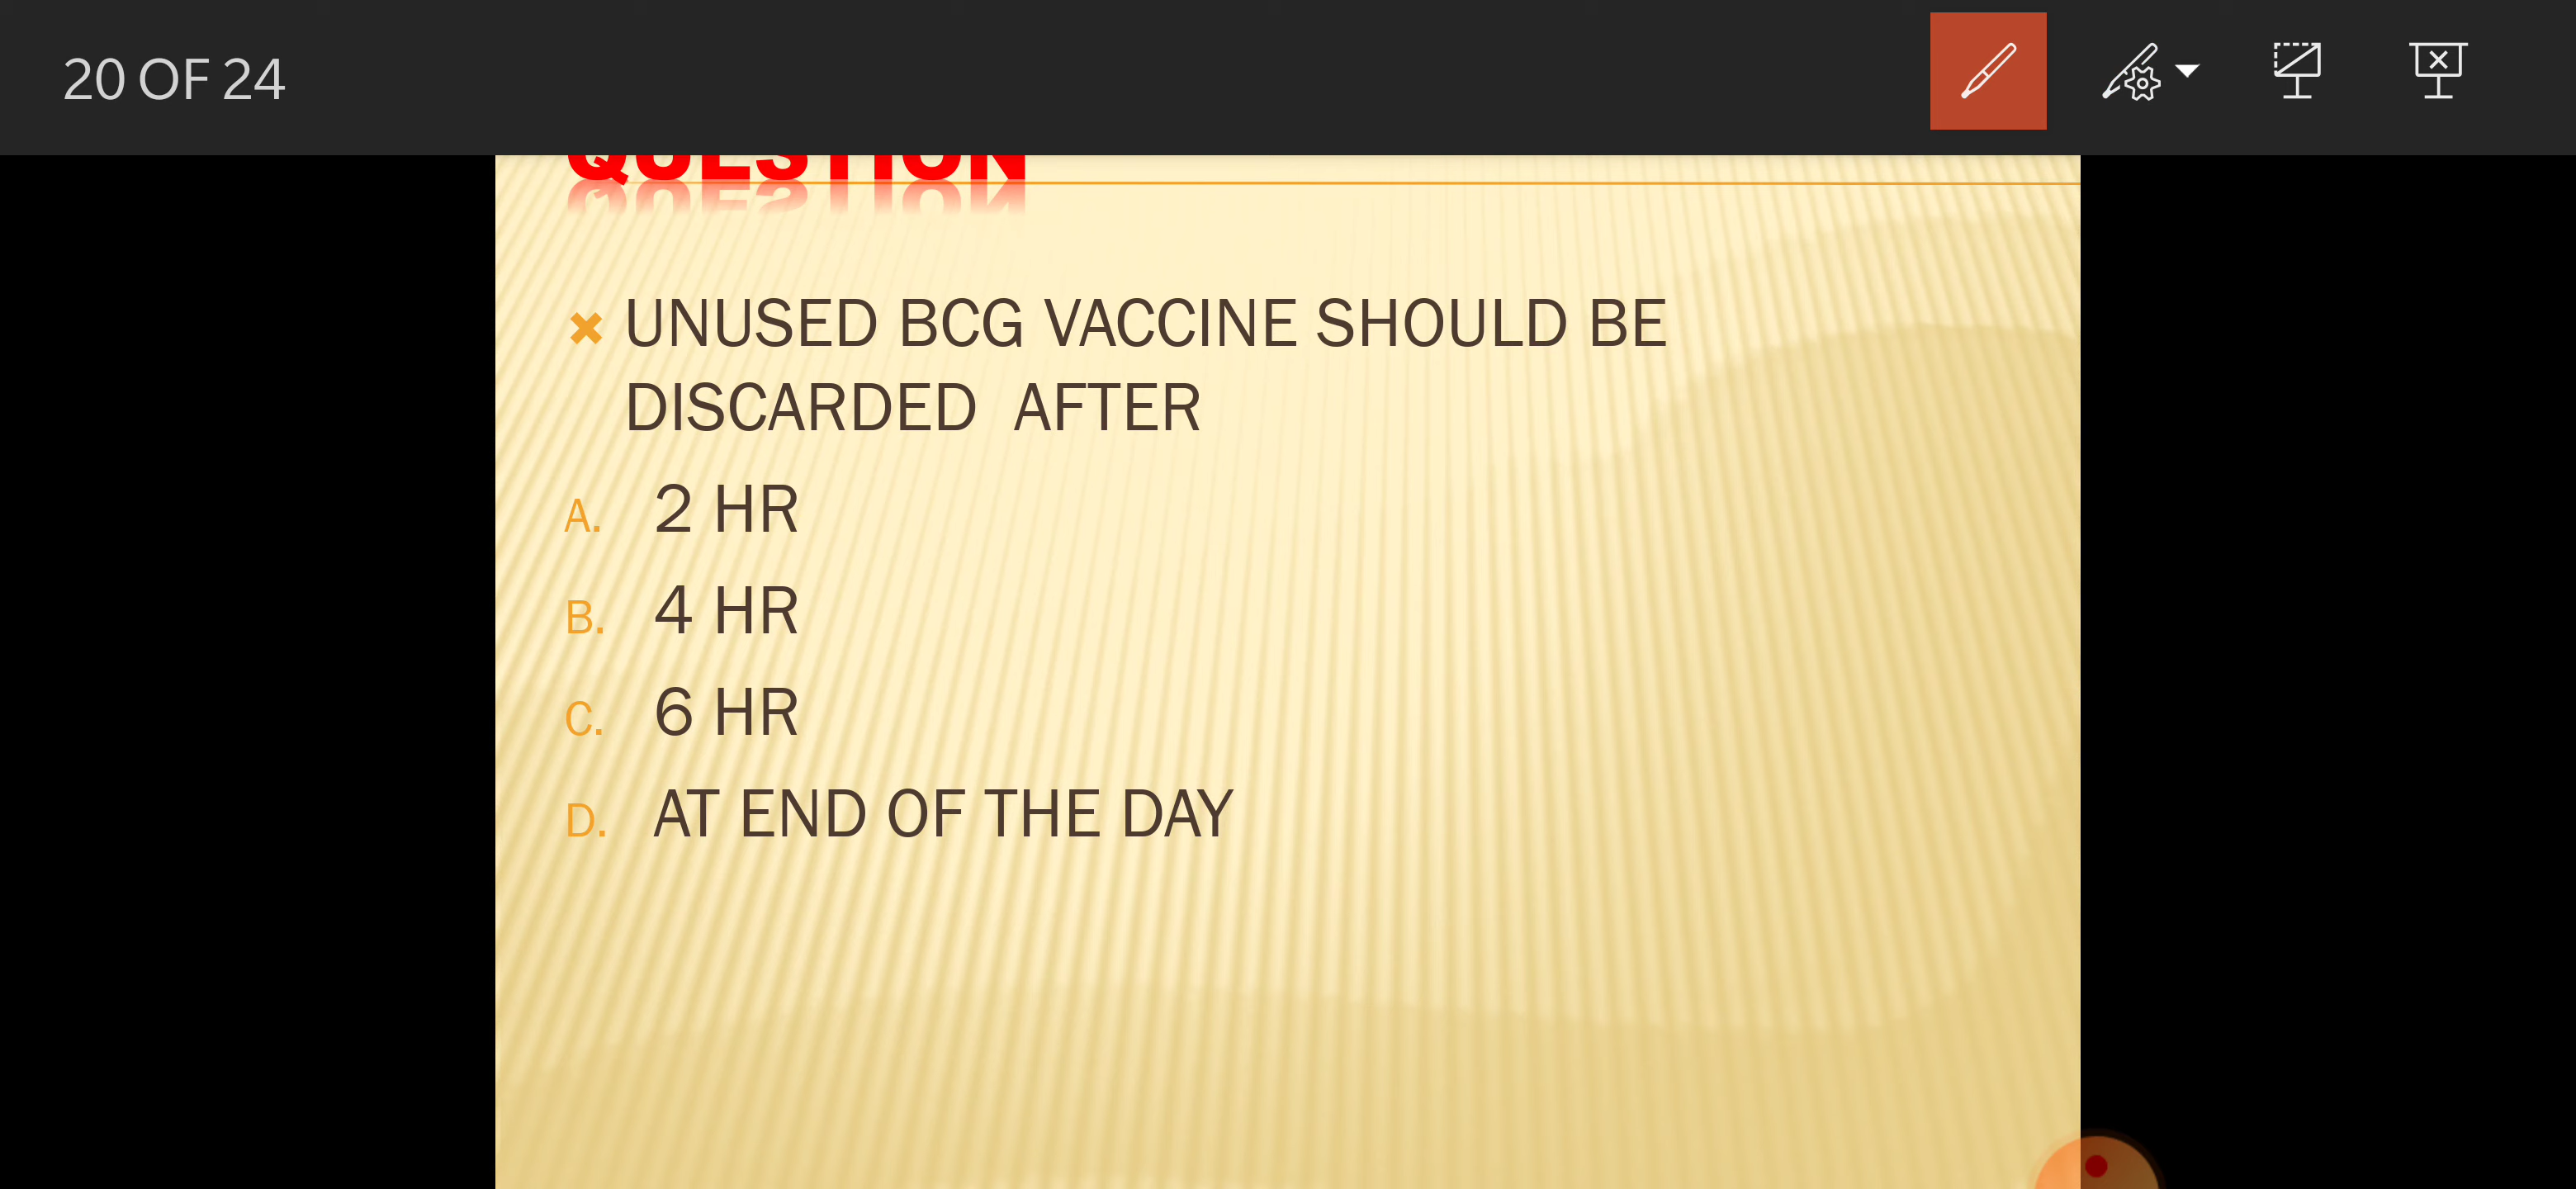 20 OF 24
QUESTION
UNUSED BCG VACCINE SHOULD BE
DISCARDED AFTER
A. 2 HR
B. 4 HR
C. 6 HR
D. AT END OF THE DAY